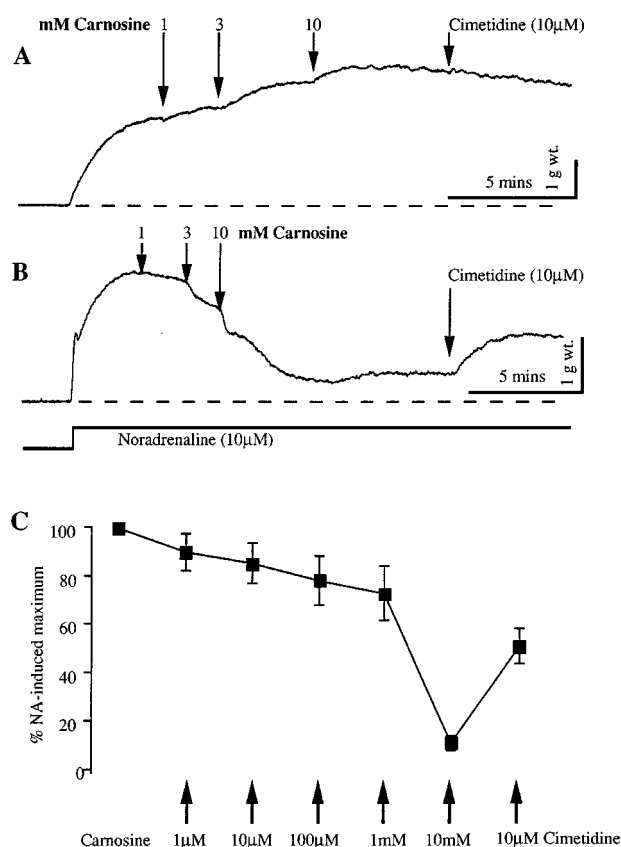 mM Carnosine 1 3 10 Cimetidine (10µM)
A
5 mins
1 g wt.
1 3 10 mM Carnosine
B
Cimetidine (10µM)
5 mins
1 g wt.
Noradrenaline (10µM)
C
% NA-induced maximum
100
80
60
40
20
0
Carnosine 1µM 10µM 100µM 1mM 10mM 10µM Cimetidine